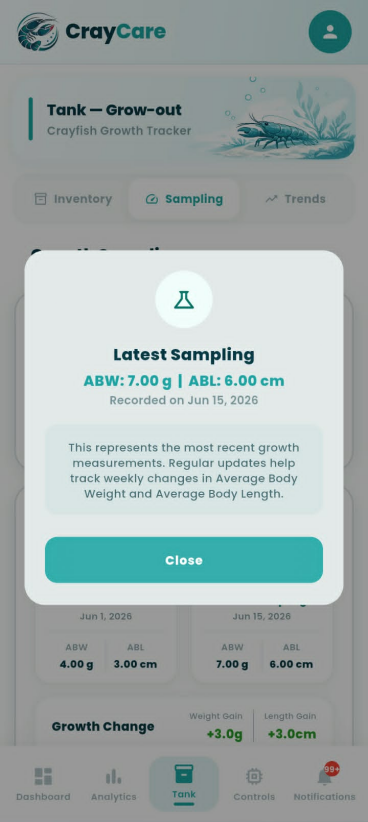 CrayCare
Tank — Grow-out
Crayfish Growth Tracker
Inventory
Sampling
Trends
Latest Sampling
ABW: 7.00 g | ABL: 6.00 cm
Recorded on Jun 15, 2026
This represents the most recent growth
measurements. Regular updates help
track weekly changes in Average Body
Weight and Average Body Length.
Close
Jun 1, 2026
Jun 15, 2026
ABW ABL
ABW ABL
4.00 g 3.00 cm
7.00 g 6.00 cm
Growth Change
Weight Gain Length Gain
+3.0g +3.0cm
99+
Dashboard Analytics Tank Controls Notifications